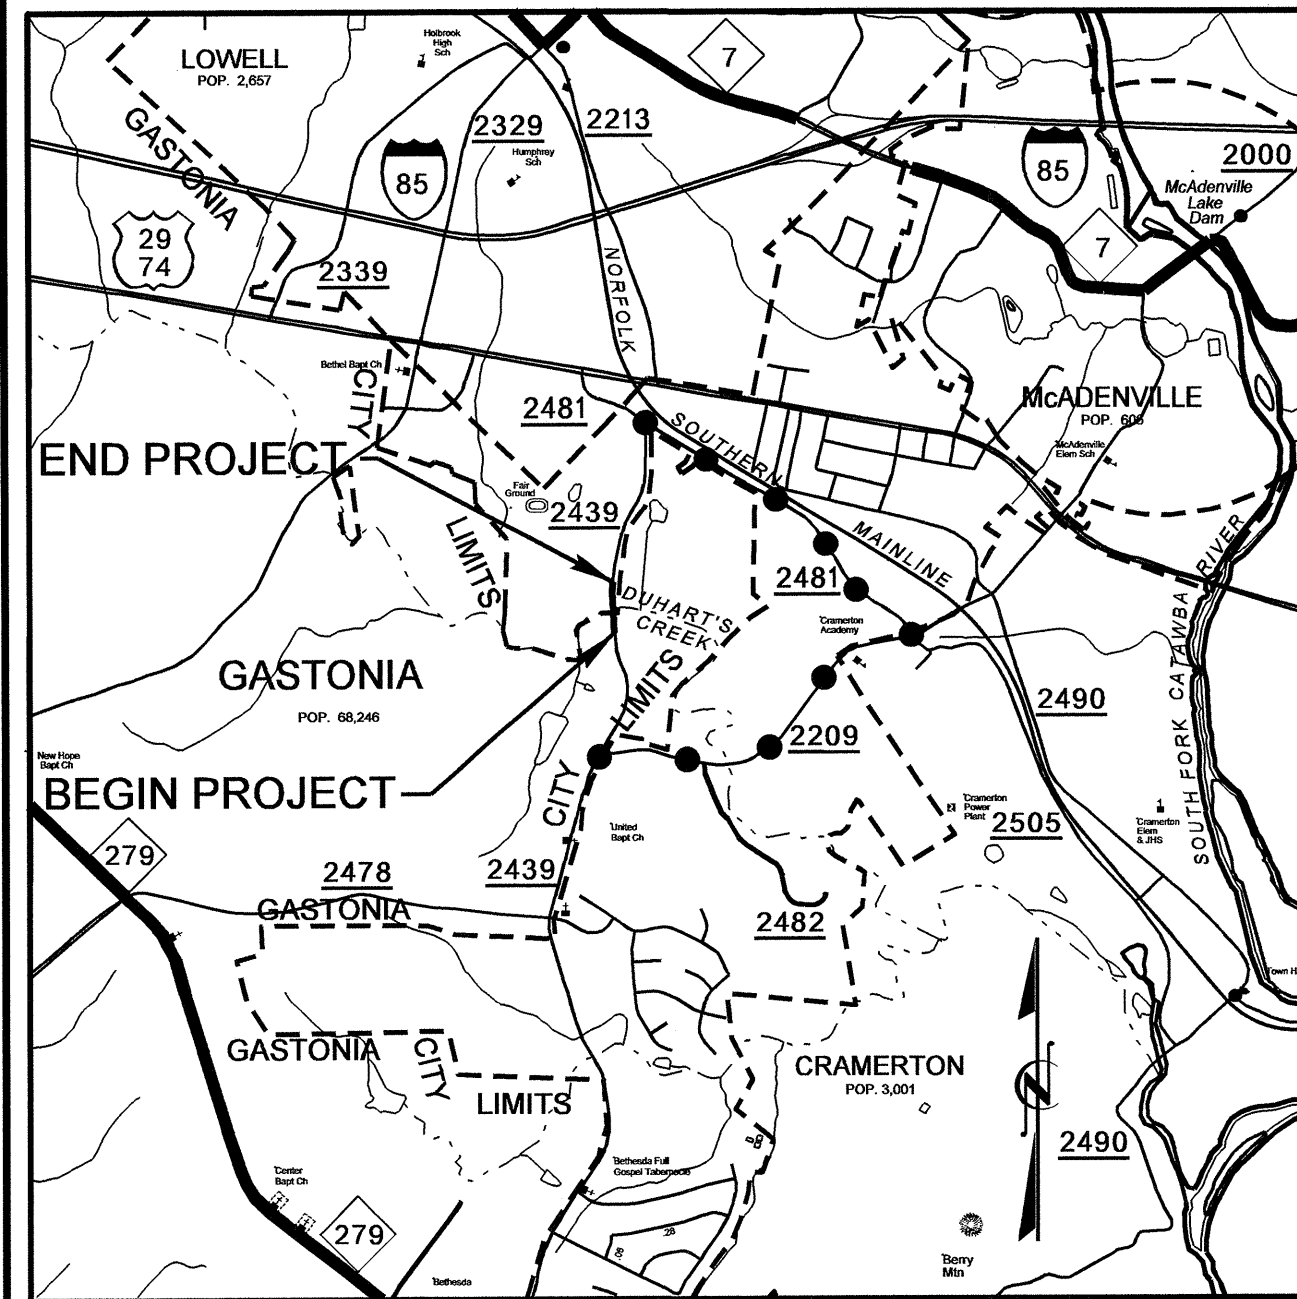 LOWELL
POP. 2,657
Holbrook
High
Sch
7
GASTONIA
2329
2213
Humphrey
Sch
85
85
2000
McAdenville
Lake
Dam
29
74
2339
NORFOLK
7
Bethel Bapt Ch
CITY
2481
SOUTHERN
McADENVILLE
POP.
McAdenville
Elem Sch
END PROJECT
Fair
Ground
2439
LIMITS
MAINLINE
2481
RIVER
DUHART'S
CREEK
Cramerton
Academy
GASTONIA
POP. 68,246
LIMITS
SOUTH FORK CATAWBA
2490
2209
New Hope
Bapt Ch
BEGIN PROJECT
CITY
United
Bapt Ch
Cramerton
Power
Plant
2505
Cramerton
Elem
& JHS
279
2478
2439
GASTONIA
2482
Town H
GASTONIA
CITY
LIMITS
CRAMERTON
POP. 3,001
N
2490
Bethesda Full
Gospel Tabernacle
Center
Bapt Ch
279
.28
.06
Berry
Mtn
Bethesda